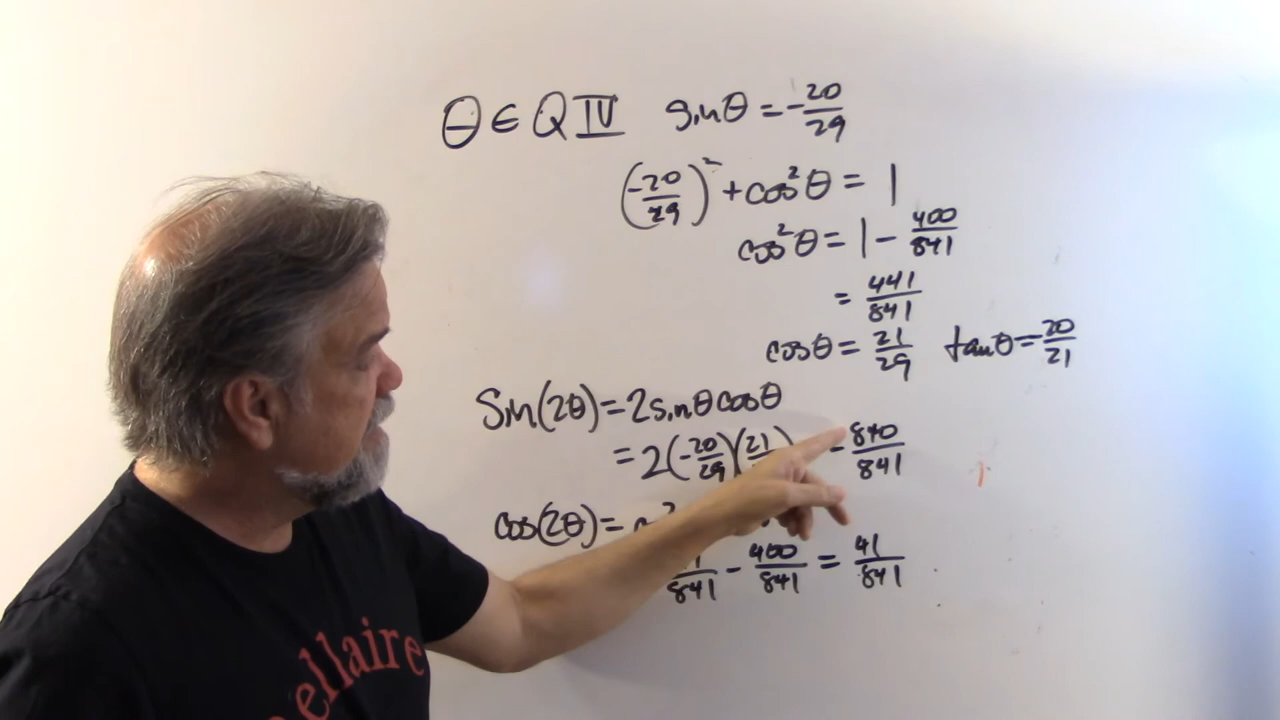 θ ∈ Q IV sinθ = -20/29
(-20/29)² + cos²θ = 1
cos²θ = 1 - 400/841
= 441/841
cosθ = 21/29 tanθ = 20/21
Sin(2θ) = 2sinθcosθ
= 2(-20/29)(21/ ) - 840/841
cos(2θ) =
/841 - 400/841 = 41/841
ellaire